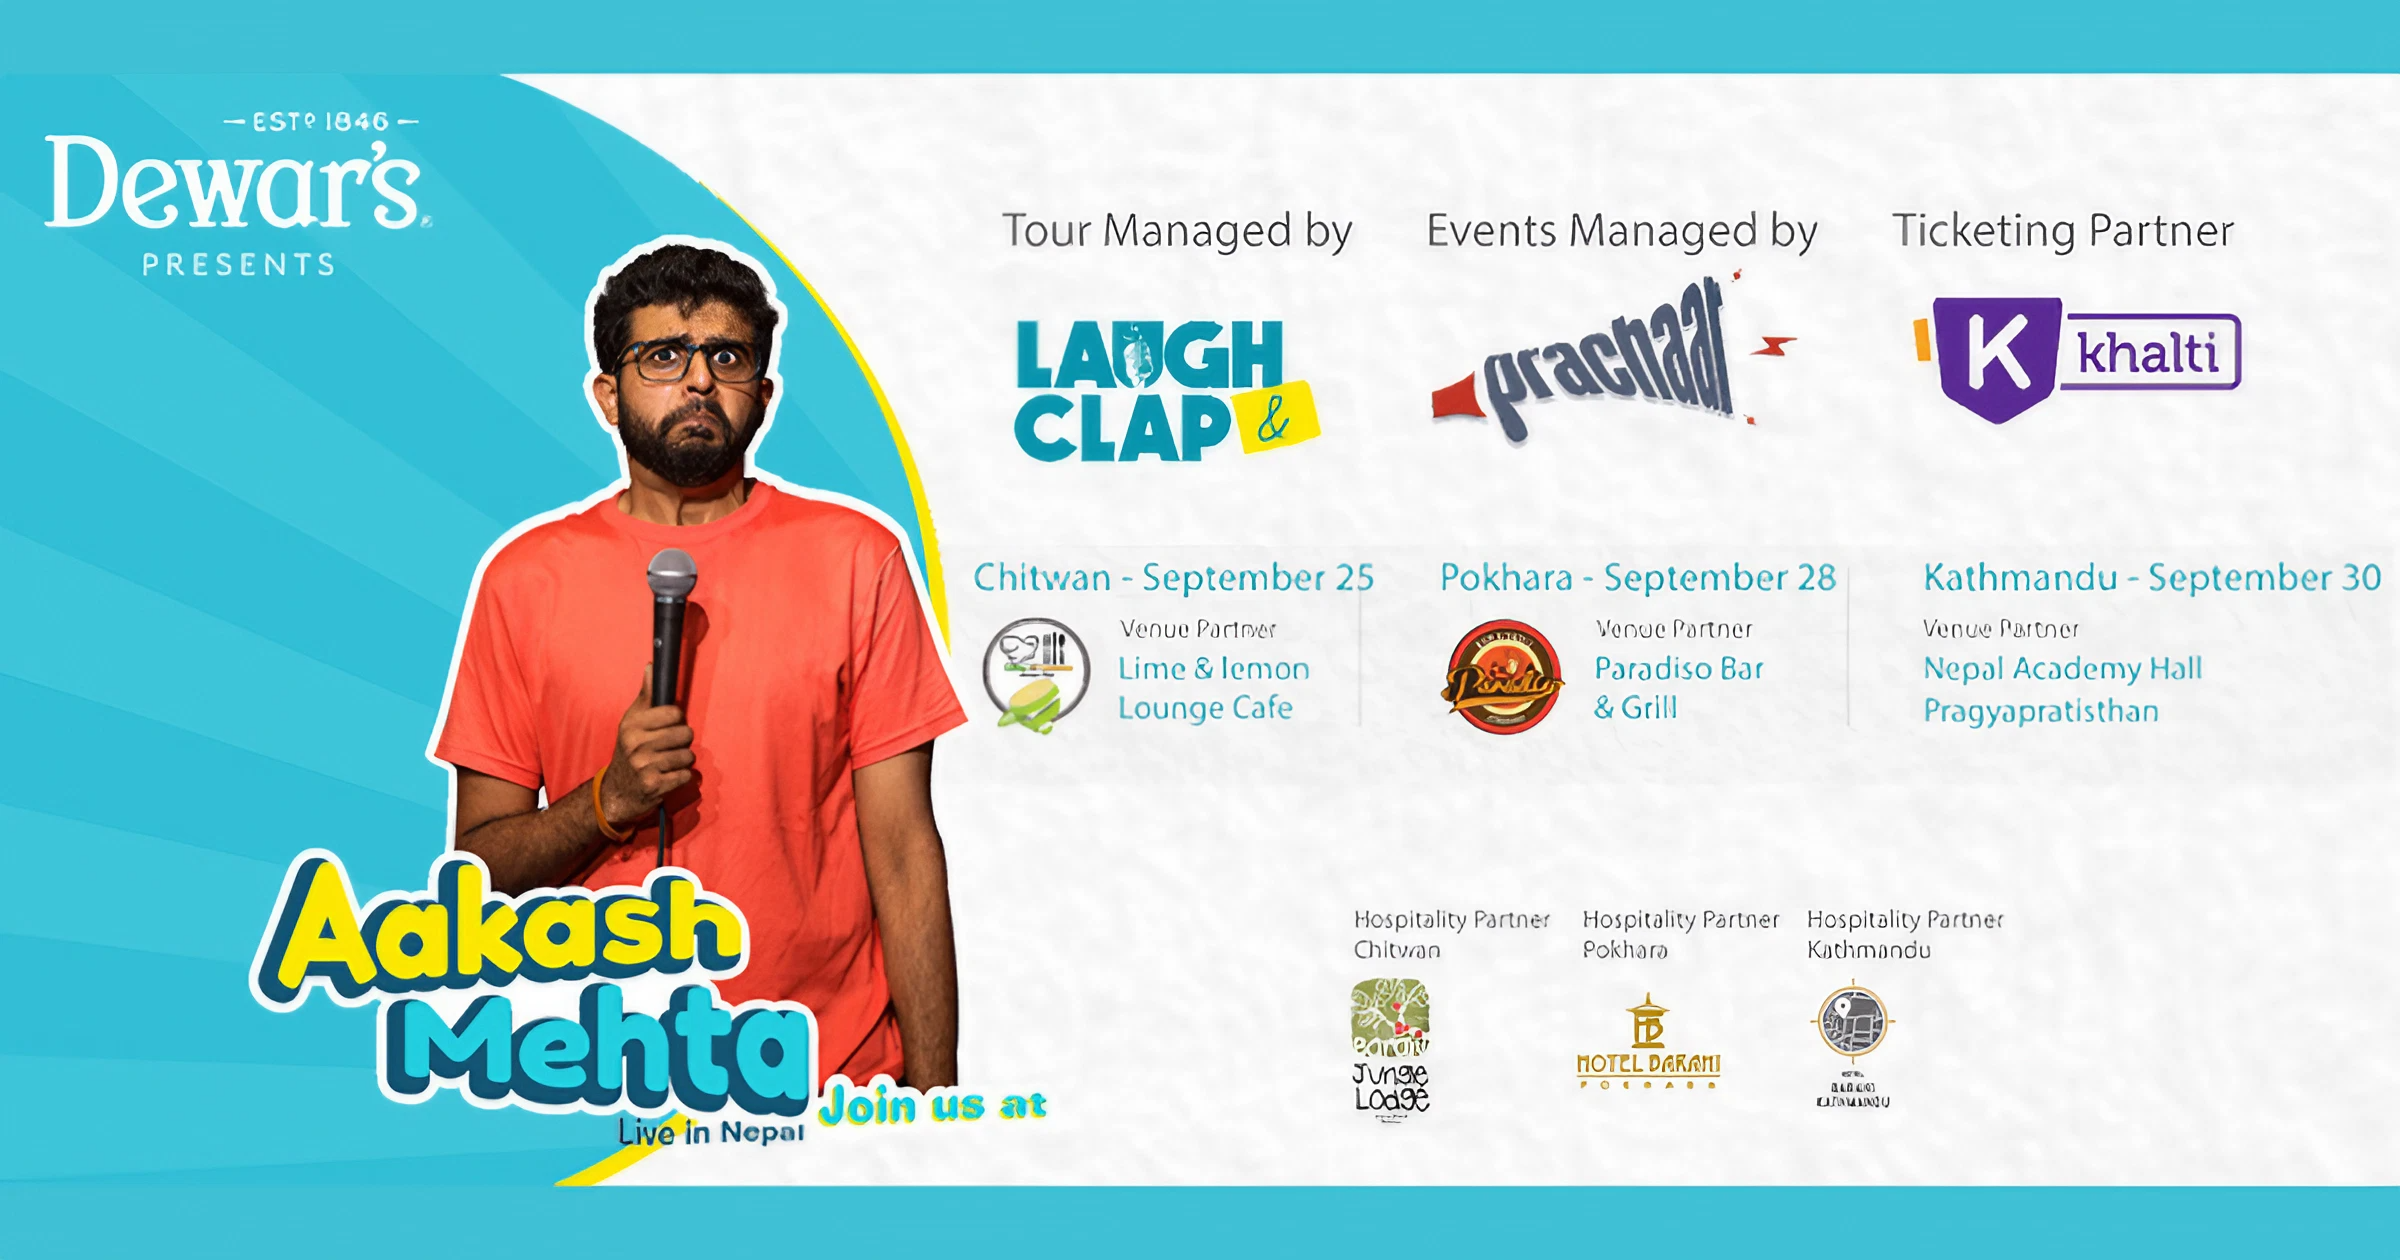 ESTD 1846
Dewar's
PRESENTS
Aakash
Mehta
Live in Nepal
Join us at
Tour Managed by
LAUGH
CLAP &
Events Managed by
prachaar
Ticketing Partner
K khalti
Chitwan - September 25
Venue Partner
Lime & lemon
Lounge Cafe
Pokhara - September 28
Venue Partner
Paradiso Bar
& Grill
Kathmandu - September 30
Venue Partner
Nepal Academy Hall
Pragyapratisthan
Hospitality Partner
Chitwan
Jungle
Lodge
Hospitality Partner
Pokhara
HOTEL BARAHI
POKHARA
Hospitality Partner
Kathmandu